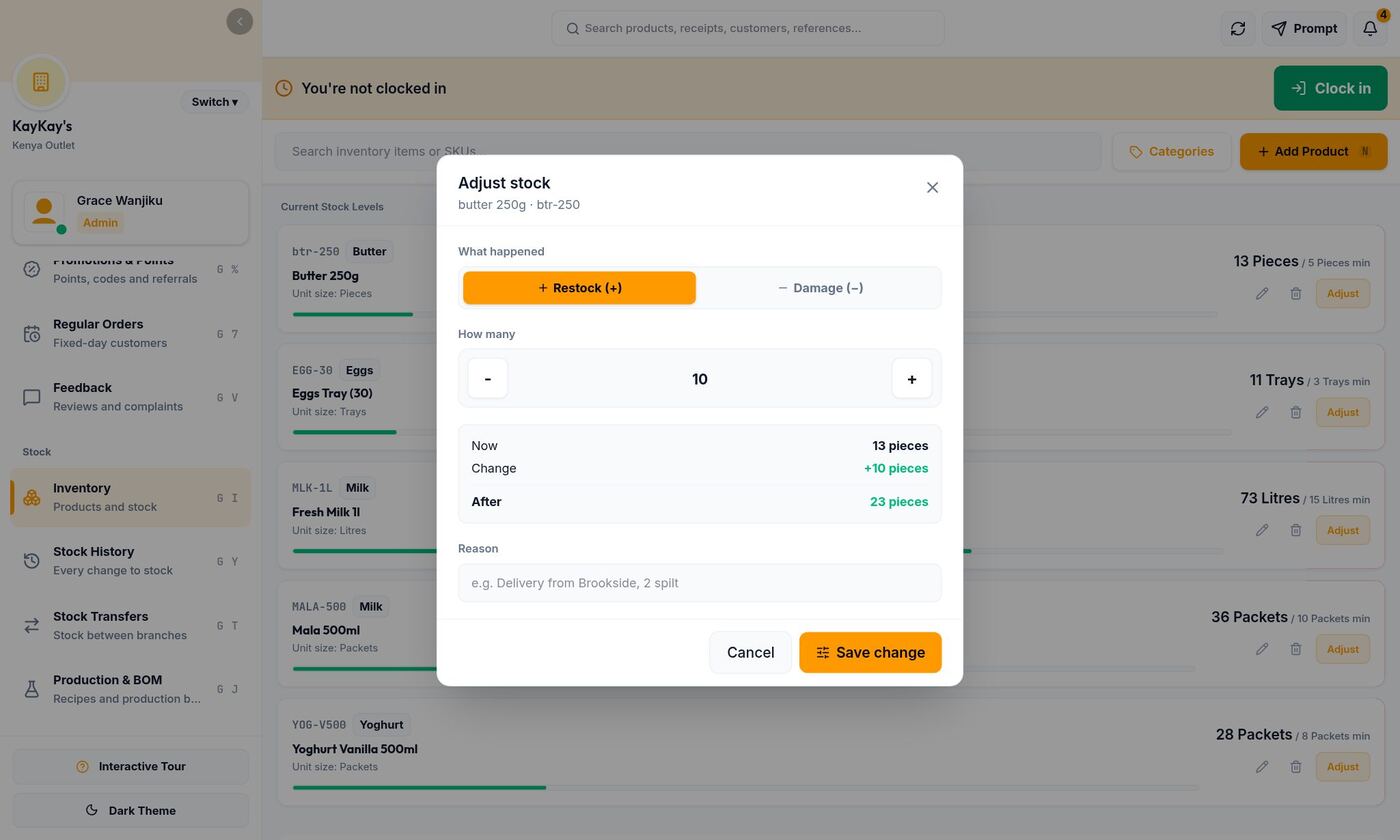 Search products, receipts, customers, references...
Prompt
4
You're not clocked in
Clock in
KayKay's
Kenya Outlet
Switch ▾
Grace Wanjiku
Admin
Promotions & Points
Points, codes and referrals
G %
Regular Orders
Fixed-day customers
G 7
Feedback
Reviews and complaints
G V
Stock
Inventory
Products and stock
G I
Stock History
Every change to stock
G Y
Stock Transfers
Stock between branches
G T
Production & BOM
Recipes and production b...
G J
Interactive Tour
Dark Theme
Search inventory items or SKUs...
Categories
+ Add Product N
Current Stock Levels
btr-250 Butter
Butter 250g
Unit size: Pieces
13 Pieces / 5 Pieces min
Adjust
EGG-30 Eggs
Eggs Tray (30)
Unit size: Trays
11 Trays / 3 Trays min
Adjust
MLK-1L Milk
Fresh Milk 1l
Unit size: Litres
73 Litres / 15 Litres min
Adjust
MALA-500 Milk
Mala 500ml
Unit size: Packets
36 Packets / 10 Packets min
Adjust
YOG-V500 Yoghurt
Yoghurt Vanilla 500ml
Unit size: Packets
28 Packets / 8 Packets min
Adjust
Adjust stock
butter 250g · btr-250
What happened
+ Restock (+)
− Damage (−)
How many
- 10 +
Now 13 pieces
Change +10 pieces
After 23 pieces
Reason
e.g. Delivery from Brookside, 2 spilt
Cancel
Save change